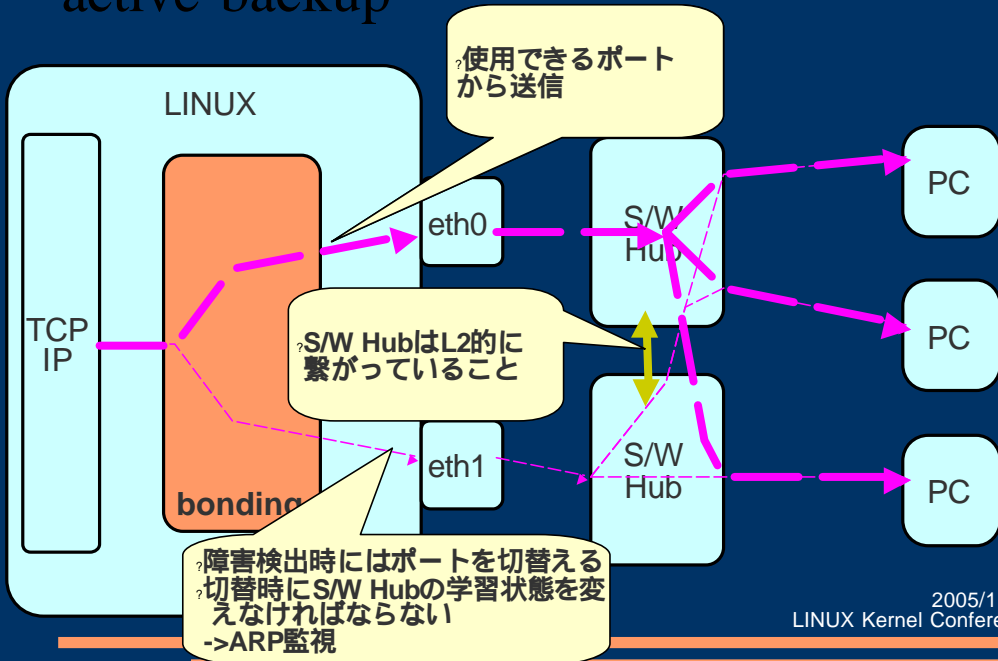 active-backup
?使用できるポート
から送信
LINUX
TCP
IP
bonding
eth0
eth1
S/W
Hub
S/W
Hub
PC
PC
PC
?S/W HubはL2的に
繋がっていること
?障害検出時にはポートを切替える
?切替時にS/W Hubの学習状態を変
えなければならない
->ARP監視
2005/1
LINUX Kernel Confere